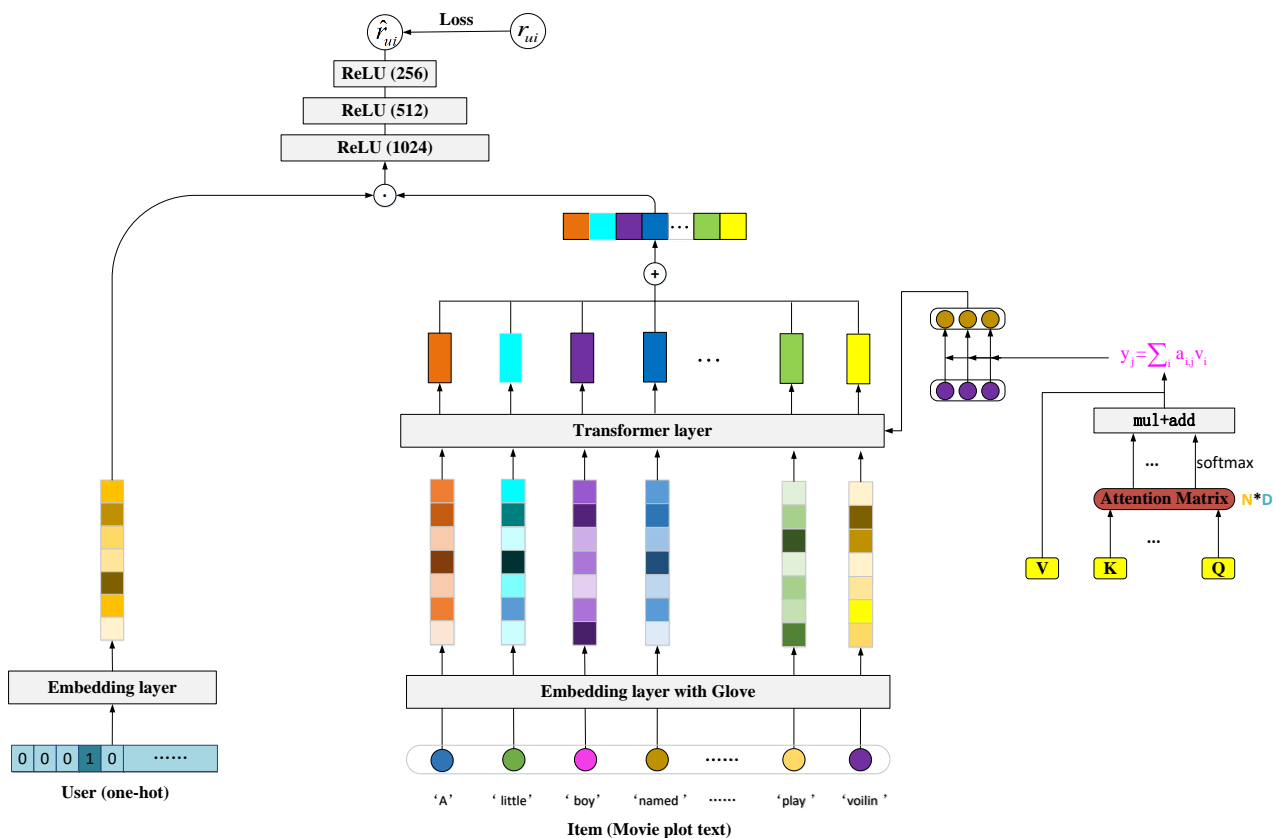 Loss
r̂ui
rui
ReLU (256)
ReLU (512)
ReLU (1024)
·
...
+
...
yj=∑i ai,jvi
Transformer layer
mul+add
...
softmax
Attention Matrix
N*D
...
V
K
Q
Embedding layer
Embedding layer with Glove
0 0 0 1 0 ......
......
User (one-hot)
‘A’ ‘little’ ‘boy’ ‘named’ ...... ‘play’ ‘voilin’
Item (Movie plot text)